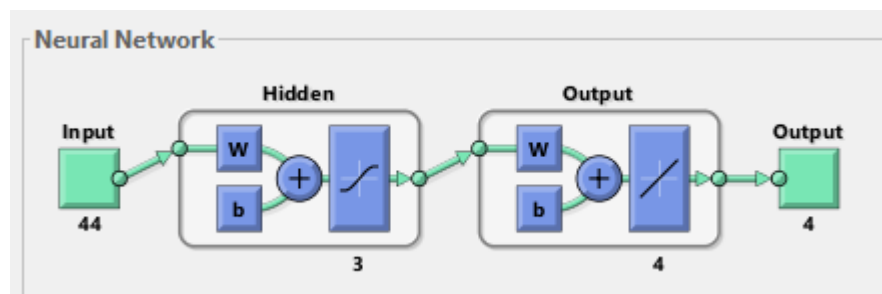 Neural Network
Hidden
Output
Input
Output
W
W
+
+
b
b
44
4
3
4